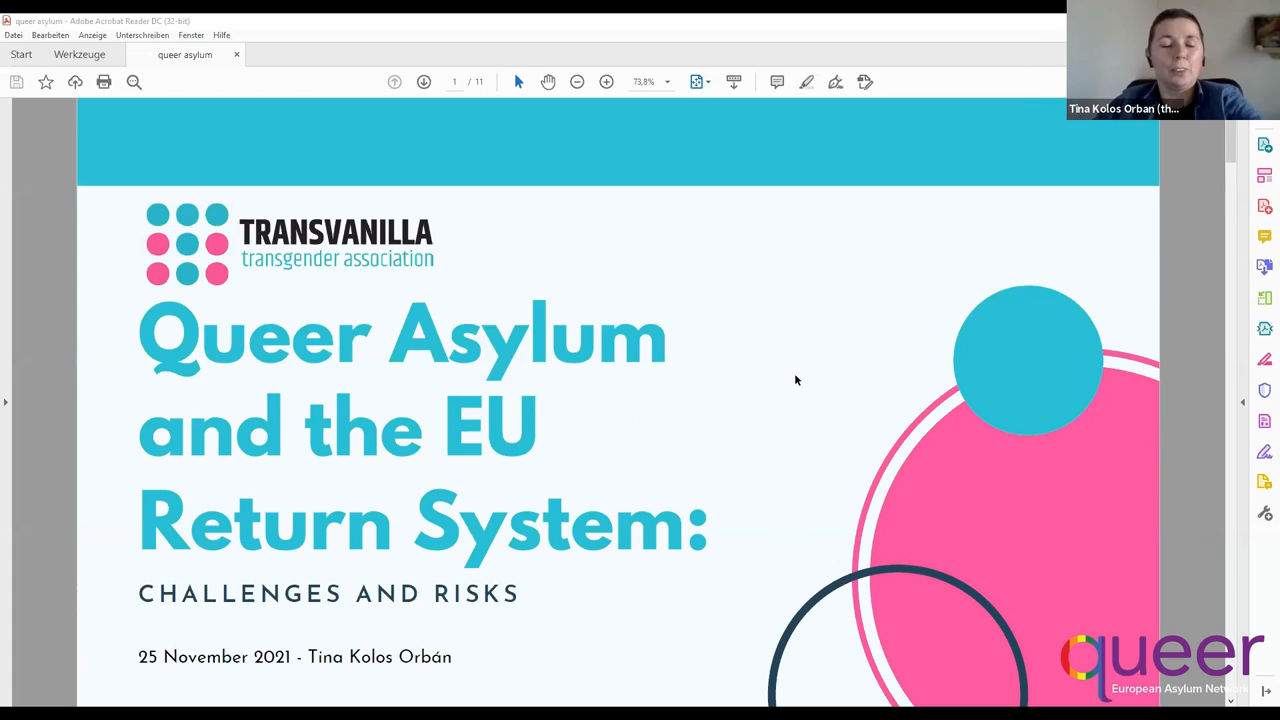 queer asylum - Adobe Acrobat Reader DC (32-bit)
Datei Bearbeiten Anzeige Unterschreiben Fenster Hilfe
Start Werkzeuge queer asylum ×
1 / 11 73,8%
Tina Kolos Orban (th...
TRANSVANILLA
transgender association
Queer Asylum
and the EU
Return System:
CHALLENGES AND RISKS
25 November 2021 - Tina Kolos Orbán
queer
European Asylum Network